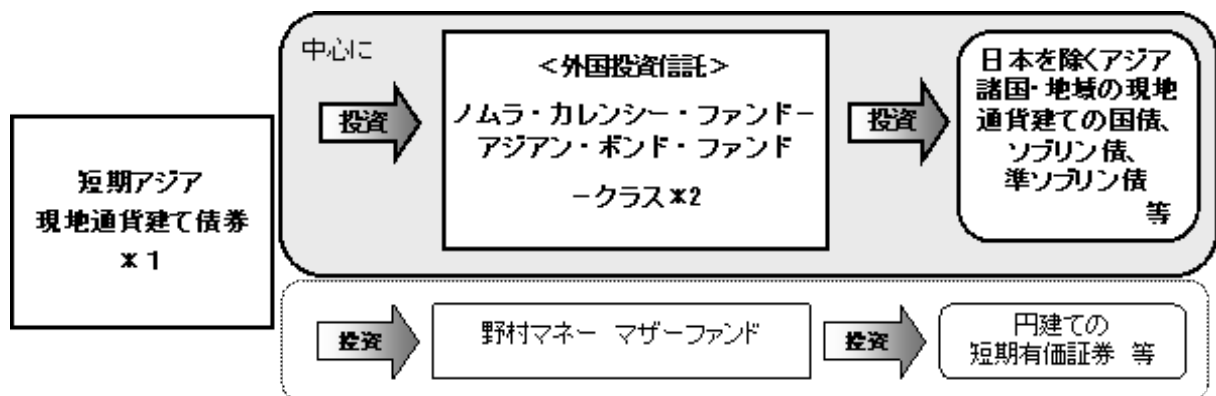 短期アジア
現地通貨建て債券
*1
中心に
投資
<外国投資信託>
ノムラ・カレンシー・ファンド－
アジアン・ボンド・ファンド
－クラス*2
投資
日本を除くアジア
諸国・地域の現地
通貨建ての国債、
ソブリン債、
準ソブリン債
等
投資
野村マネー マザーファンド
投資
円建ての
短期有価証券 等